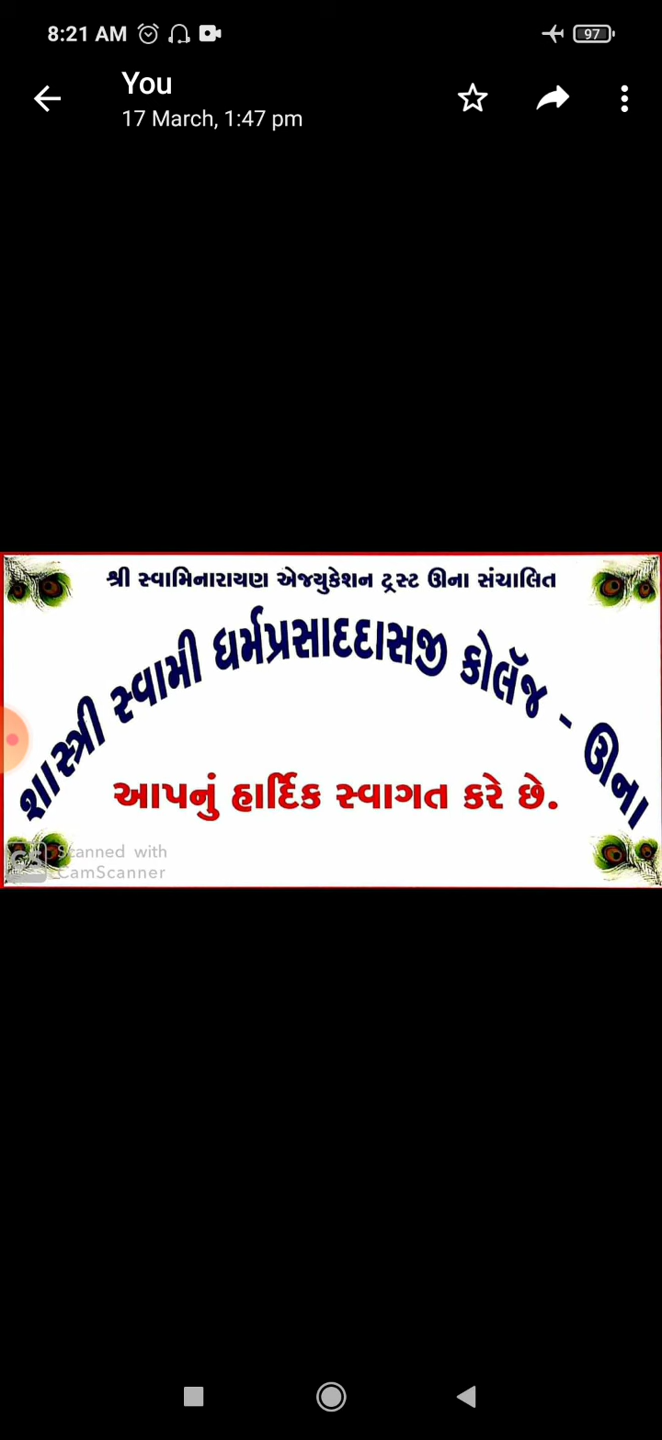 8:21 AM
97
You
17 March, 1:47 pm
શ્રી સ્વામિનારાયણ એજ્યુકેશન ટ્રસ્ટ ઊના સંચાલિત
શાસ્ત્રી સ્વામી ધર્મપ્રસાદદાસજી કોલૅજ - ઊના
આપનું હાર્દિક સ્વાગત કરે છે.
CS Scanned with
CamScanner